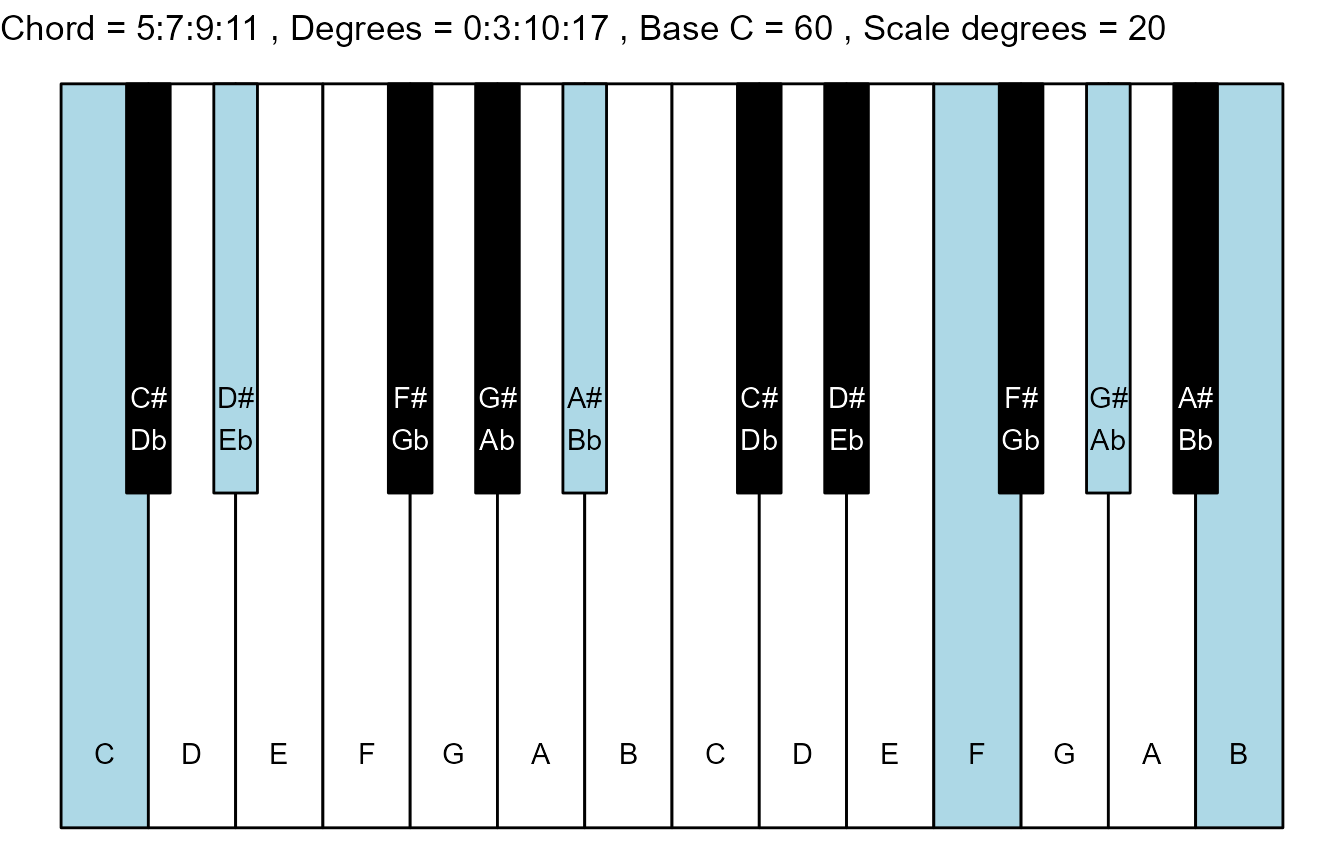 Chord = 5:7:9:11 , Degrees = 0:3:10:17 , Base C = 60 , Scale degrees = 20
C# D# F# G# A# C# D# F# G# A#
Db Eb Gb Ab Bb Db Eb Gb Ab Bb
C D E F G A B C D E F G A B